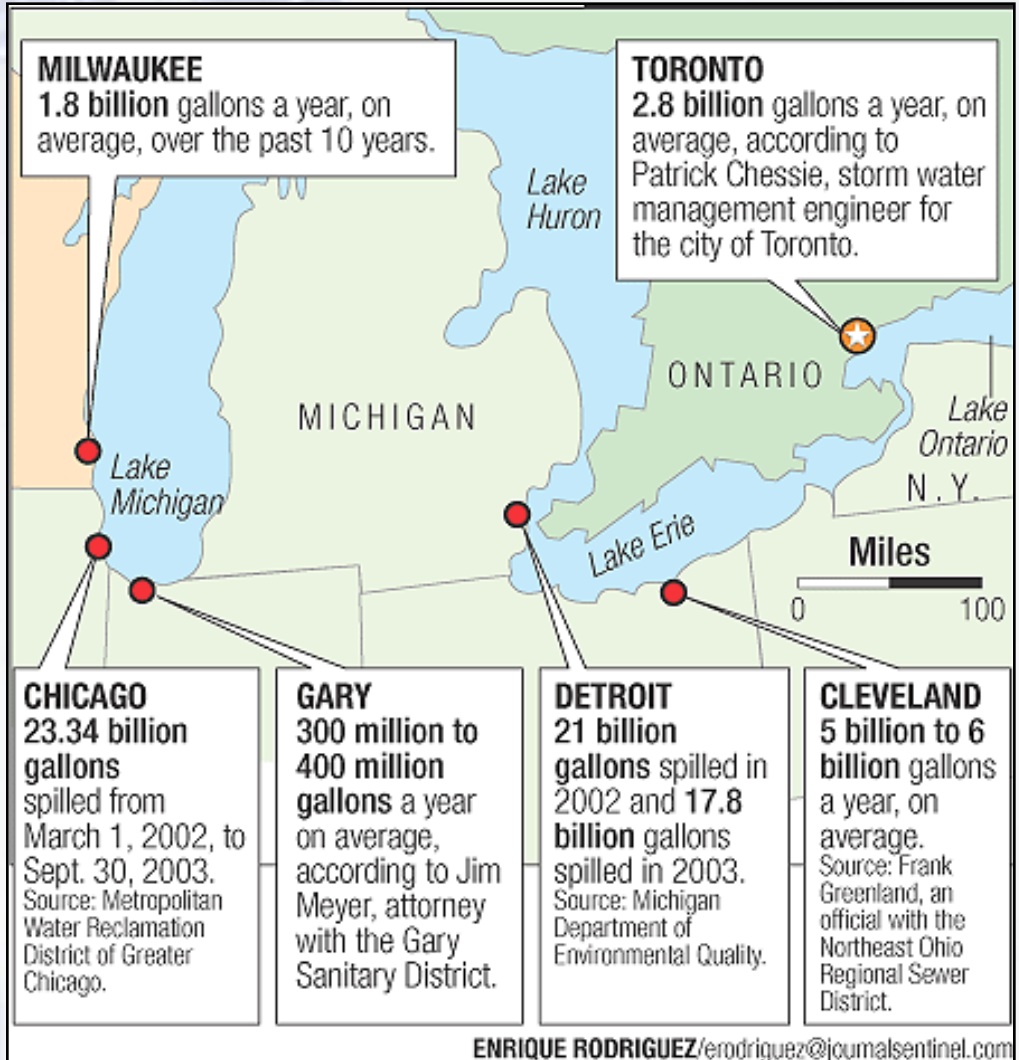 MILWAUKEE
1.8 billion gallons a year, on
average, over the past 10 years.
TORONTO
2.8 billion gallons a year, on
average, according to
Patrick Chessie, storm water
management engineer for
the city of Toronto.
Lake
Huron
ONTARIO
MICHIGAN
Lake
Ontario
Lake
Michigan
N.Y.
Lake Erie
Miles
0 100
CHICAGO
23.34 billion
gallons
spilled from
March 1, 2002, to
Sept. 30, 2003.
Source: Metropolitan
Water Reclamation
District of Greater
Chicago.
GARY
300 million to
400 million
gallons a year
on average,
according to Jim
Meyer, attorney
with the Gary
Sanitary District.
DETROIT
21 billion
gallons spilled in
2002 and 17.8
billion gallons
spilled in 2003.
Source: Michigan
Department of
Environmental Quality.
CLEVELAND
5 billion to 6
billion gallons
a year, on
average.
Source: Frank
Greenland, an
official with the
Northeast Ohio
Regional Sewer
District.
ENRIQUE RODRIGUEZ/erodriguez@journalsentinel.com